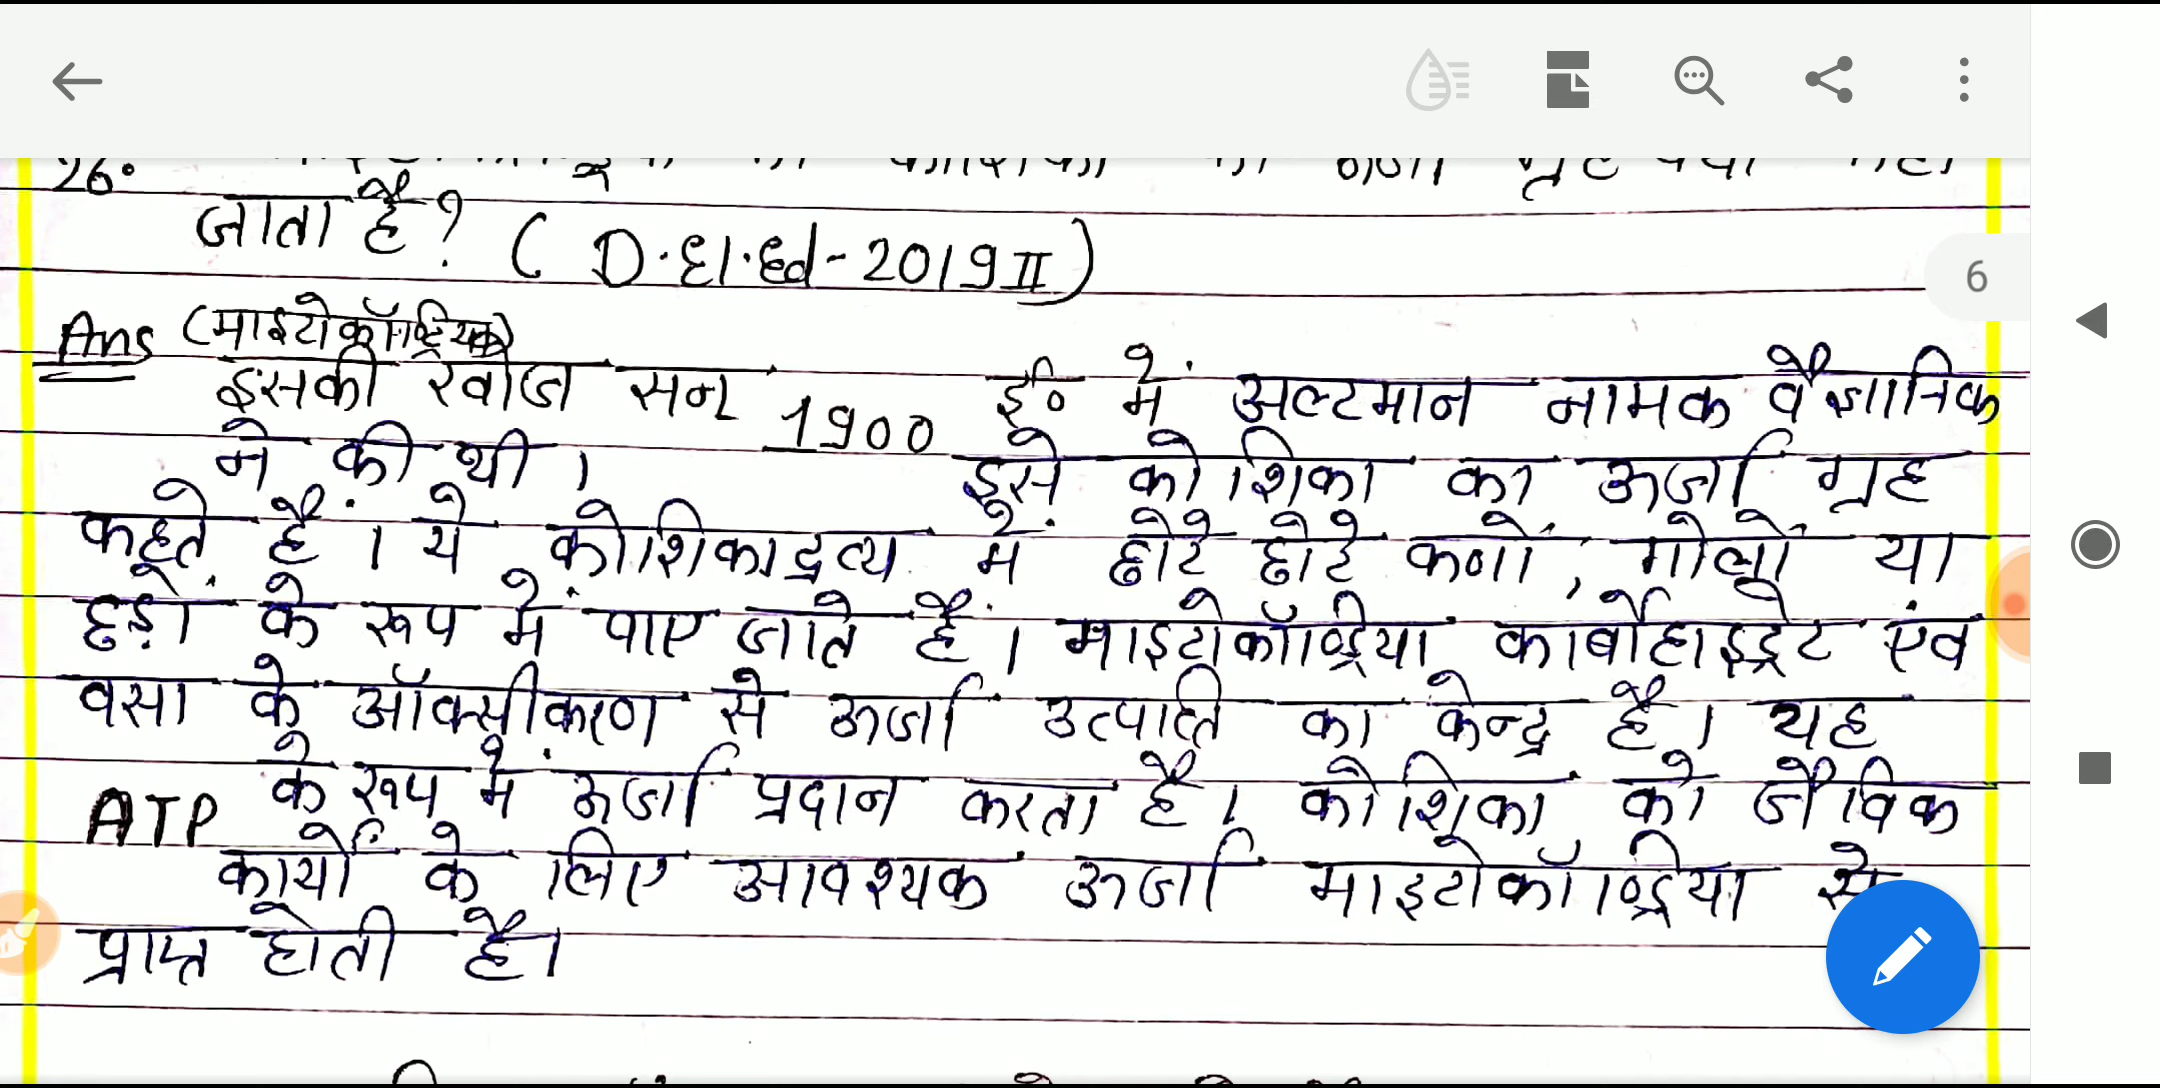 26.
जाता है? (D.El.Ed-2019 II)
6
Ans (माइटोकॉण्ड्रिया)
इसकी खोज सन् 1900 ई० में अल्टमान नामक वैज्ञानिक
ने की थी। इसे कोशिका का ऊर्जा ग्रह
कहते हैं। ये कोशिकाद्रव्य में छोटे छोटे कणों, गोलों या
छड़ों के रूप में पाए जाते हैं। माइटोकॉण्ड्रिया कार्बोहाइड्रेट एवं
वसा के ऑक्सीकरण से ऊर्जा उत्पत्ति का केन्द्र है। यह
ATP के रूप में ऊर्जा प्रदान करता है। कोशिका को जैविक
कार्यों के लिए आवश्यक ऊर्जा माइटोकॉण्ड्रिया से
प्राप्त होती है।